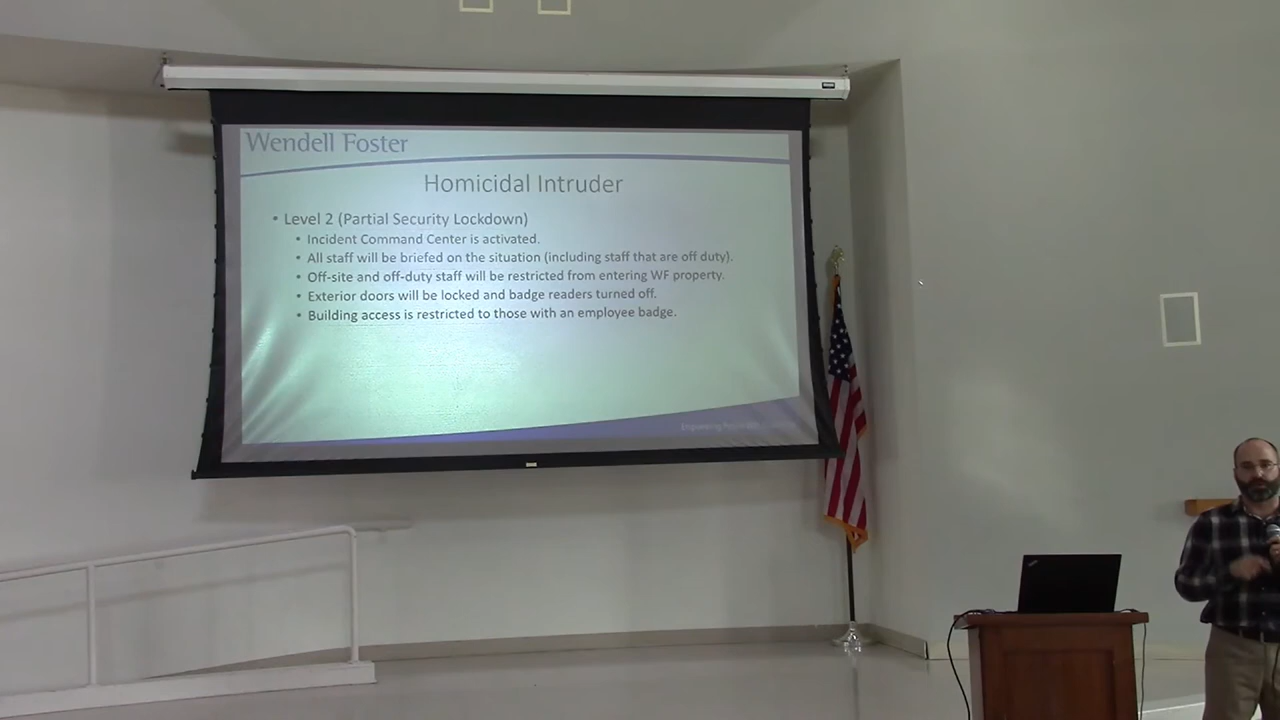 Wendell Foster
Homicidal Intruder
• Level 2 (Partial Security Lockdown)
• Incident Command Center is activated.
• All staff will be briefed on the situation (including staff that are off duty).
• Off-site and off-duty staff will be restricted from entering WF property.
• Exterior doors will be locked and badge readers turned off.
• Building access is restricted to those with an employee badge.